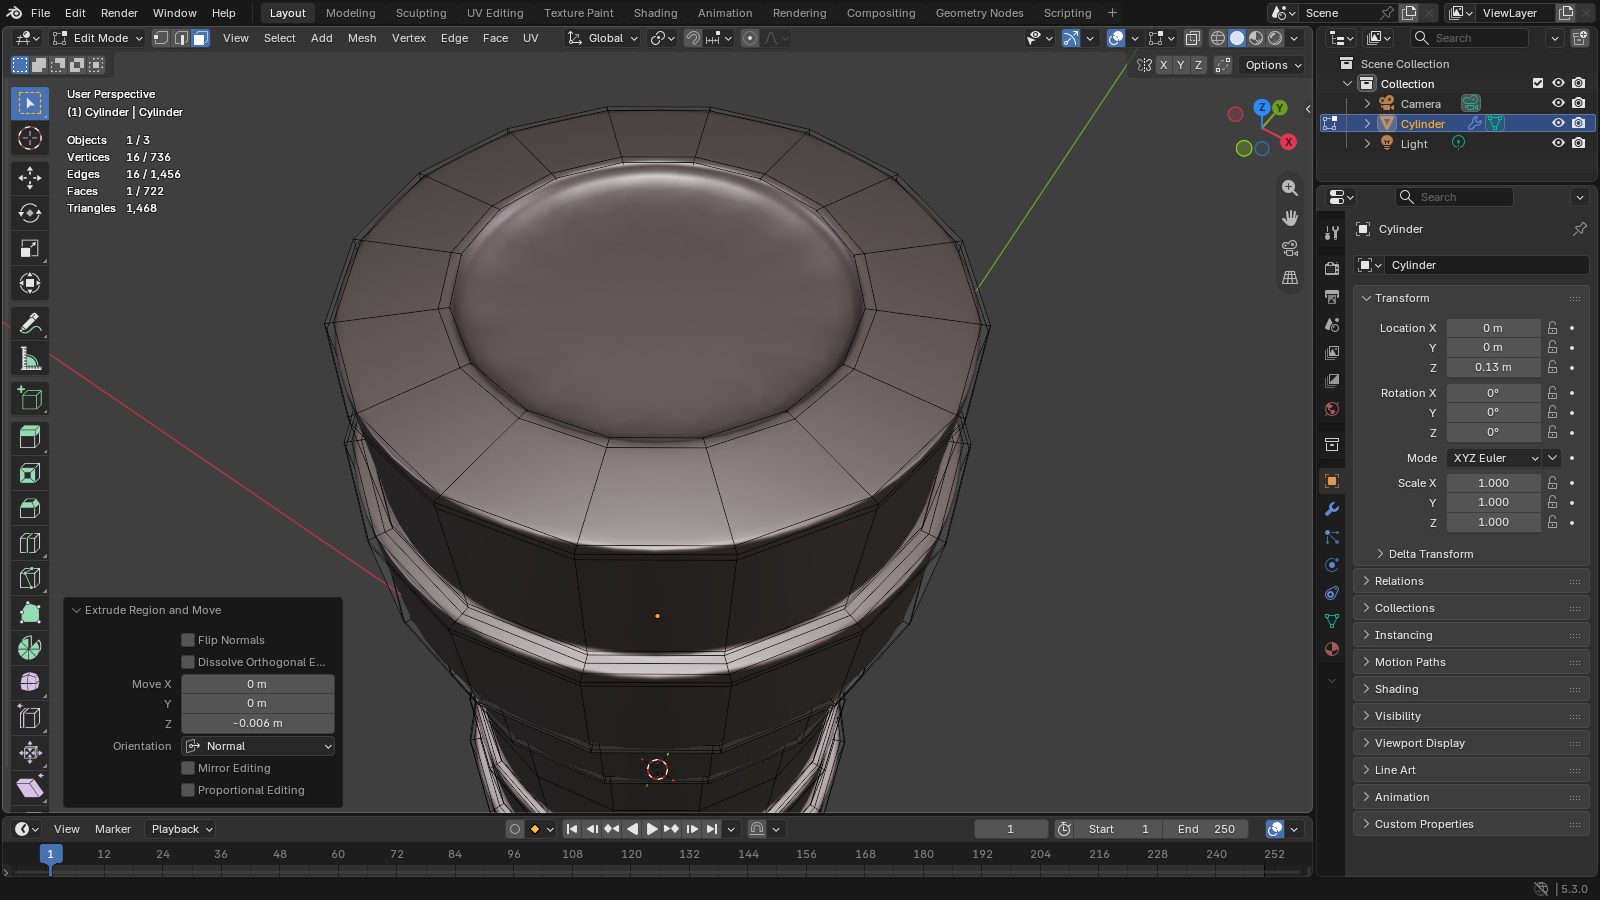 File Edit Render Window Help Layout Modeling Sculpting UV Editing Texture Paint Shading Animation Rendering Compositing Geometry Nodes Scripting + Scene ViewLayer
Edit Mode View Select Add Mesh Vertex Edge Face UV Global Search
X Y Z Options
User Perspective
(1) Cylinder | Cylinder
Objects 1 / 3
Vertices 16 / 736
Edges 16 / 1,456
Faces 1 / 722
Triangles 1,468
Z Y X
Extrude Region and Move
Flip Normals
Dissolve Orthogonal E...
Move X 0 m
Y 0 m
Z -0.006 m
Orientation Normal
Mirror Editing
Proportional Editing
Scene Collection
Collection
Camera
Cylinder
Light
Search
Cylinder
Cylinder
Transform
Location X 0 m
Y 0 m
Z 0.13 m
Rotation X 0°
Y 0°
Z 0°
Mode XYZ Euler
Scale X 1.000
Y 1.000
Z 1.000
Delta Transform
Relations
Collections
Instancing
Motion Paths
Shading
Visibility
Viewport Display
Line Art
Animation
Custom Properties
View Marker Playback 1 Start 1 End 250
1 12 24 36 48 60 72 84 96 108 120 132 144 156 168 180 192 204 216 228 240 252
5.3.0